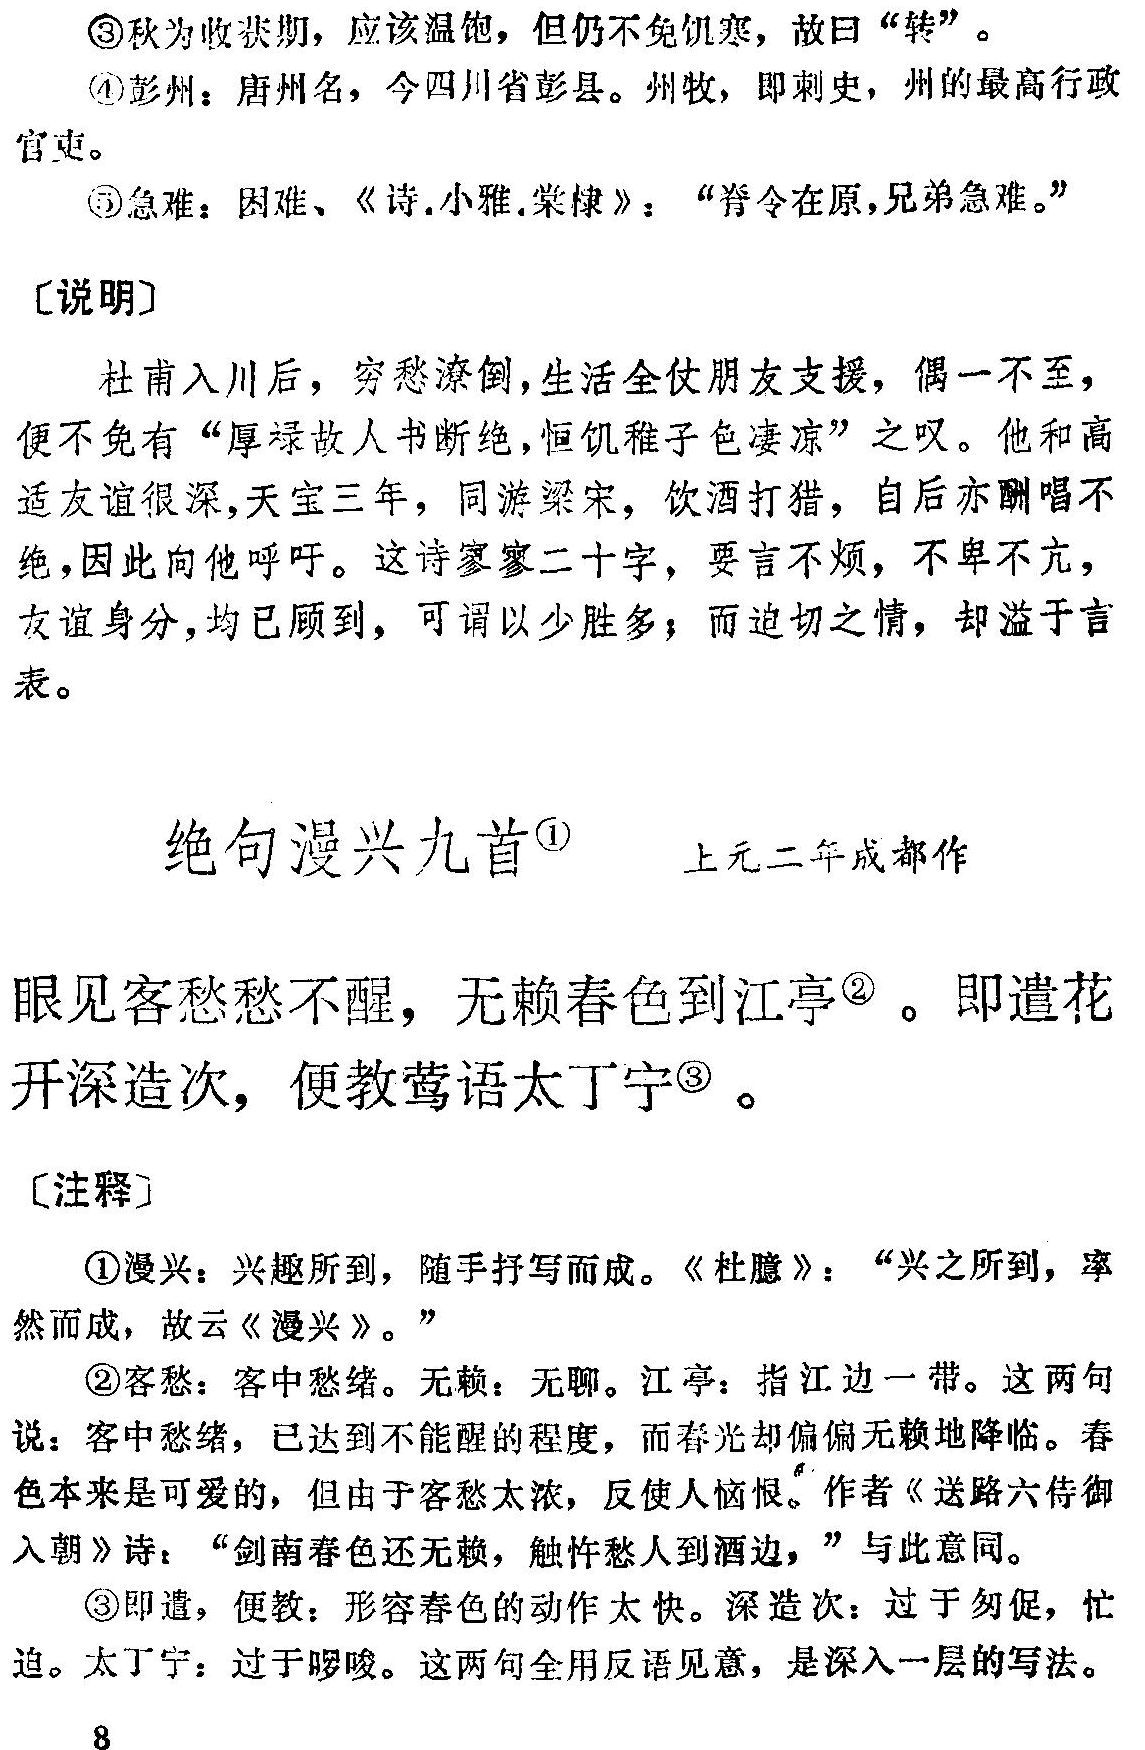 ③秋为收获期，应该温饱，但仍不免饥寒，故曰“转”。
④彭州：唐州名，今四川省彭县。州牧，即刺史，州的最高行政
官吏。
⑤急难：困难、《诗.小雅.棠棣》：“脊令在原,兄弟急难。”
〔说明〕
杜甫入川后，穷愁潦倒,生活全仗朋友支援，偶一不至，
便不免有“厚禄故人书断绝,恒饥稚子色凄凉”之叹。他和高
适友谊很深,天宝三年，同游梁宋，饮酒打猎，自后亦酬唱不
绝,因此向他呼吁。这诗寥寥二十字，要言不烦，不卑不亢，
友谊身分,均已顾到，可谓以少胜多；而迫切之情，却溢于言
表。
绝句漫兴九首① 上元二年成都作
眼见客愁愁不醒，无赖春色到江亭②。即遣花
开深造次，便教莺语太丁宁③。
〔注释〕
①漫兴：兴趣所到，随手抒写而成。《杜臆》：“兴之所到，率
然而成，故云《漫兴》。”
②客愁：客中愁绪。无赖：无聊。江亭：指江边一带。这两句
说：客中愁绪，已达到不能醒的程度，而春光却偏偏无赖地降临。春
色本来是可爱的，但由于客愁太浓，反使人恼恨。作者《送路六侍御
入朝》诗：“剑南春色还无赖，触忤愁人到酒边，”与此意同。
③即遣，便教：形容春色的动作太快。深造次：过于匆促，忙
迫。太丁宁：过于啰唆。这两句全用反语见意，是深入一层的写法。
8